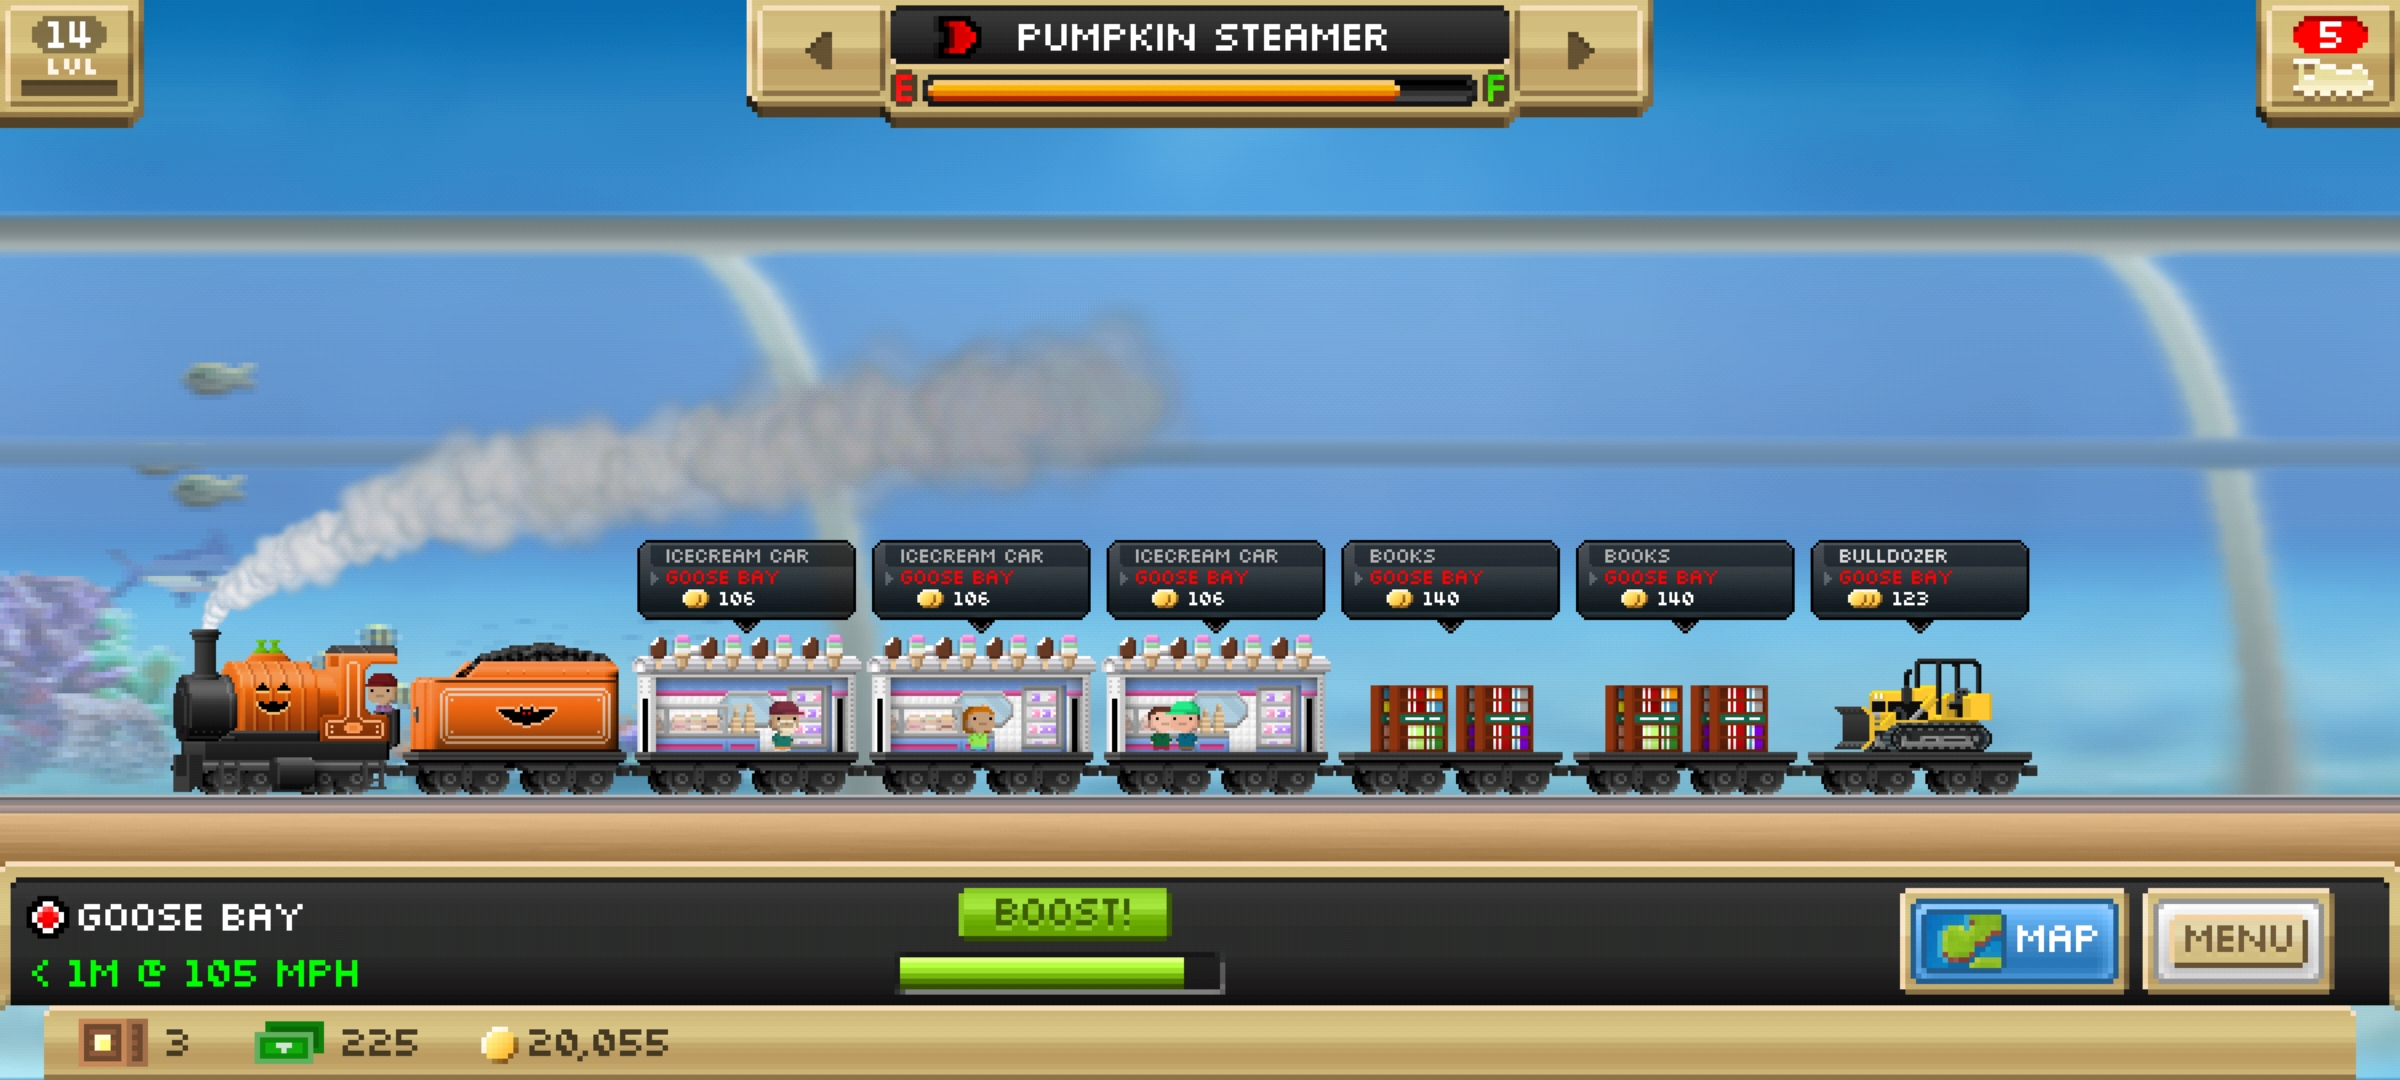 14
LVL
PUMPKIN STEAMER
E F
5
ICECREAM CAR
GOOSE BAY
106
ICECREAM CAR
GOOSE BAY
106
ICECREAM CAR
GOOSE BAY
106
BOOKS
GOOSE BAY
140
BOOKS
GOOSE BAY
140
BULLDOZER
GOOSE BAY
123
GOOSE BAY
< 1M @ 105 MPH
BOOST!
MAP
MENU
3
225
20,055